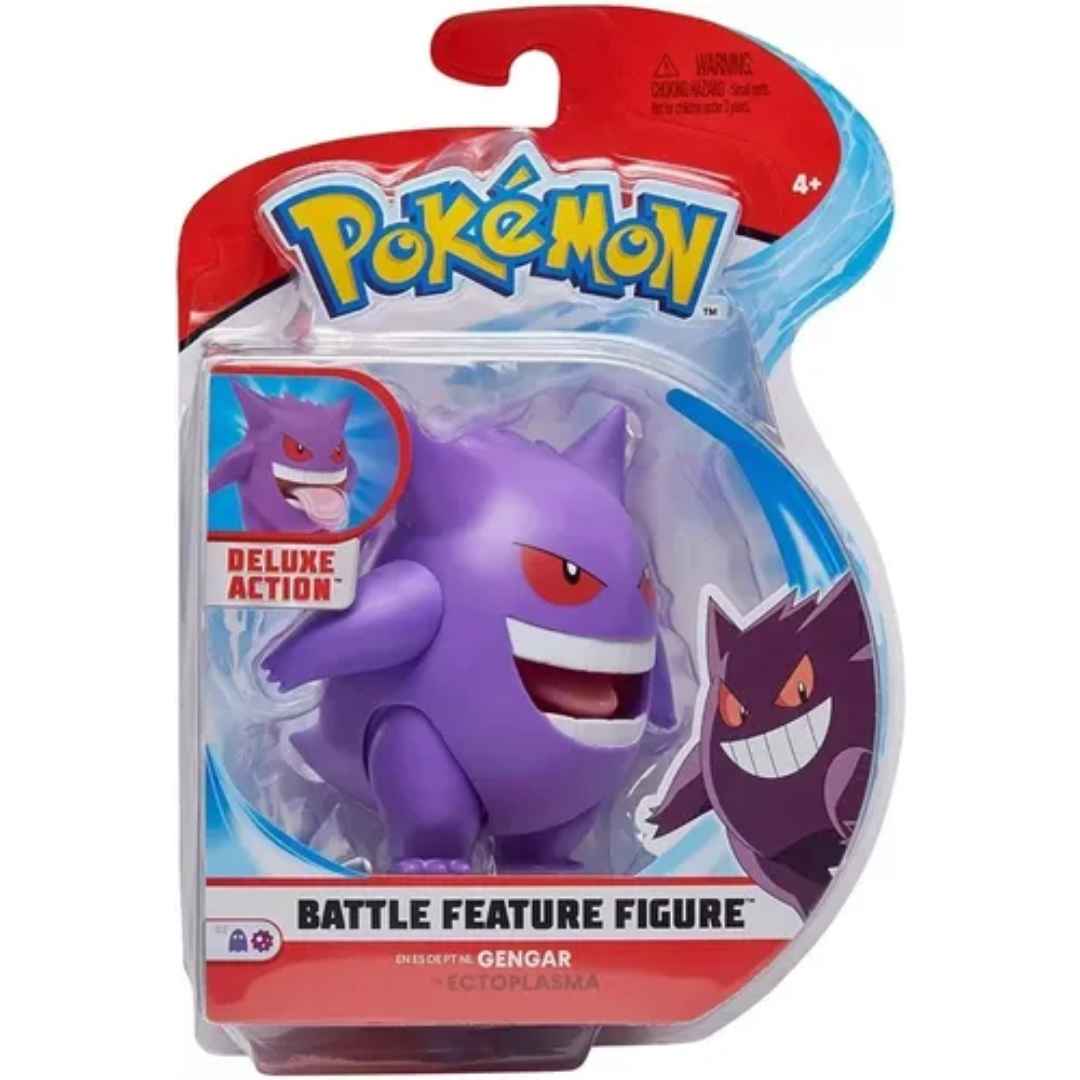 WARNING:
CHOKING HAZARD - Small parts.
Not for children under 3 years.
4+
POKéMON
TM
DELUXE
ACTION™
BATTLE FEATURE FIGURE™
EN ES DE PT NL GENGAR
FR ECTOPLASMA